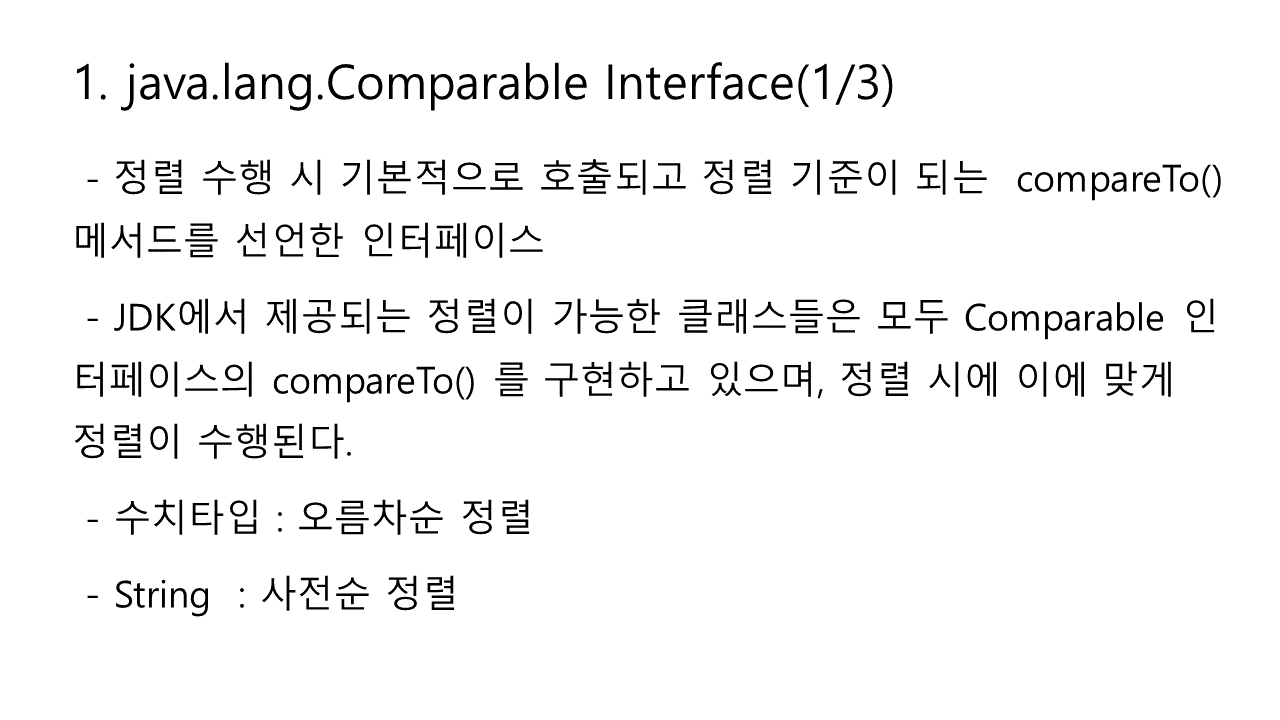 1. java.lang.Comparable Interface(1/3)
- 정렬 수행 시 기본적으로 호출되고 정렬 기준이 되는 compareTo()
메서드를 선언한 인터페이스
- JDK에서 제공되는 정렬이 가능한 클래스들은 모두 Comparable 인
터페이스의 compareTo() 를 구현하고 있으며, 정렬 시에 이에 맞게
정렬이 수행된다.
- 수치타입 : 오름차순 정렬
- String : 사전순 정렬